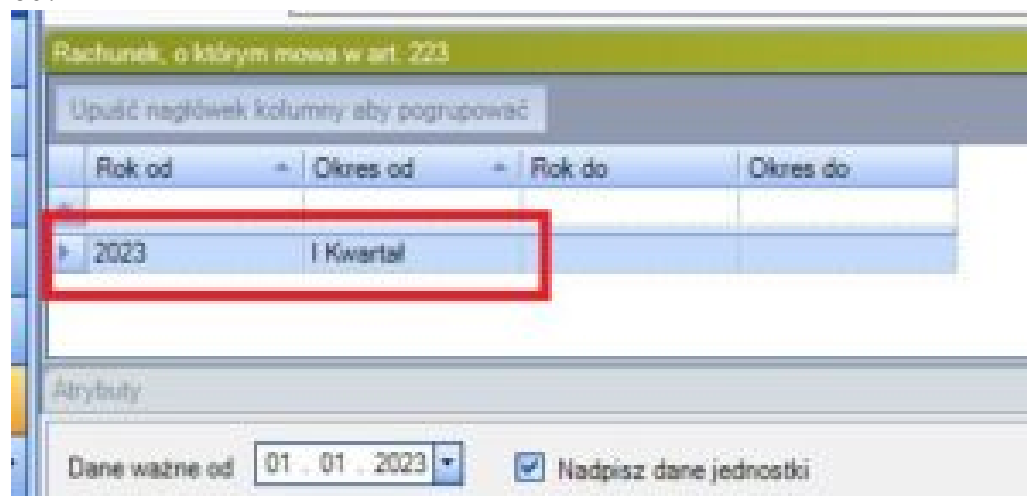 Rachunek, o którym mowa w art. 223
Upuść nagłówek kolumny aby pogrupować
Rok od Okres od Rok do Okres do
2023 I Kwartał
Atrybuty
Dane ważne od 01 . 01 . 2023 Nadpisz dane jednostki